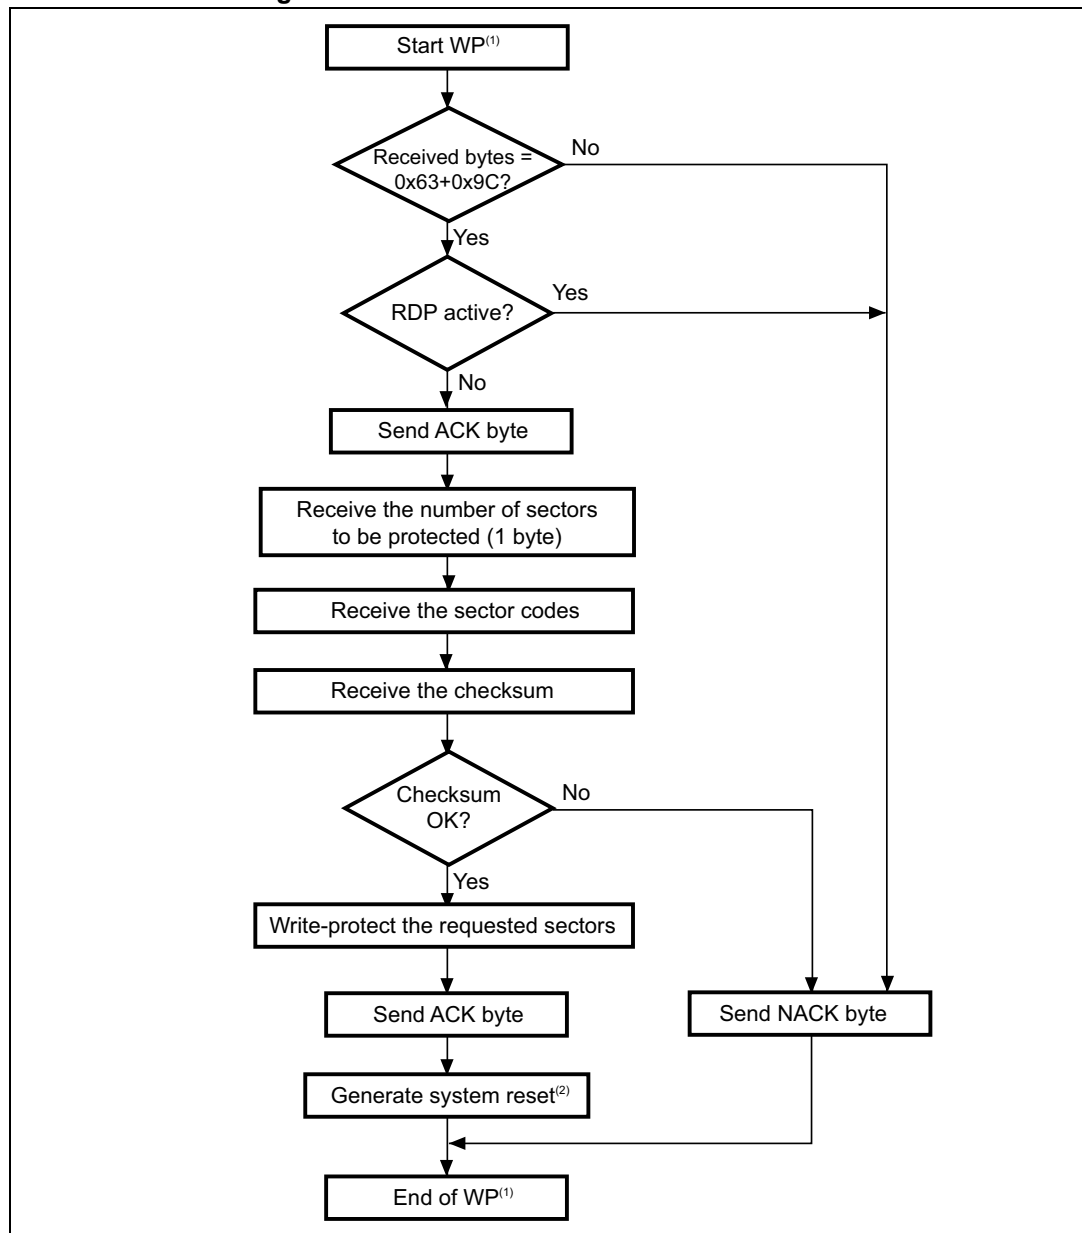 Start WP(1)
Received bytes =
0x63+0x9C?
No
Yes
RDP active?
Yes
No
Send ACK byte
Receive the number of sectors
to be protected (1 byte)
Receive the sector codes
Receive the checksum
Checksum
OK?
No
Yes
Write-protect the requested sectors
Send ACK byte
Send NACK byte
Generate system reset(2)
End of WP(1)